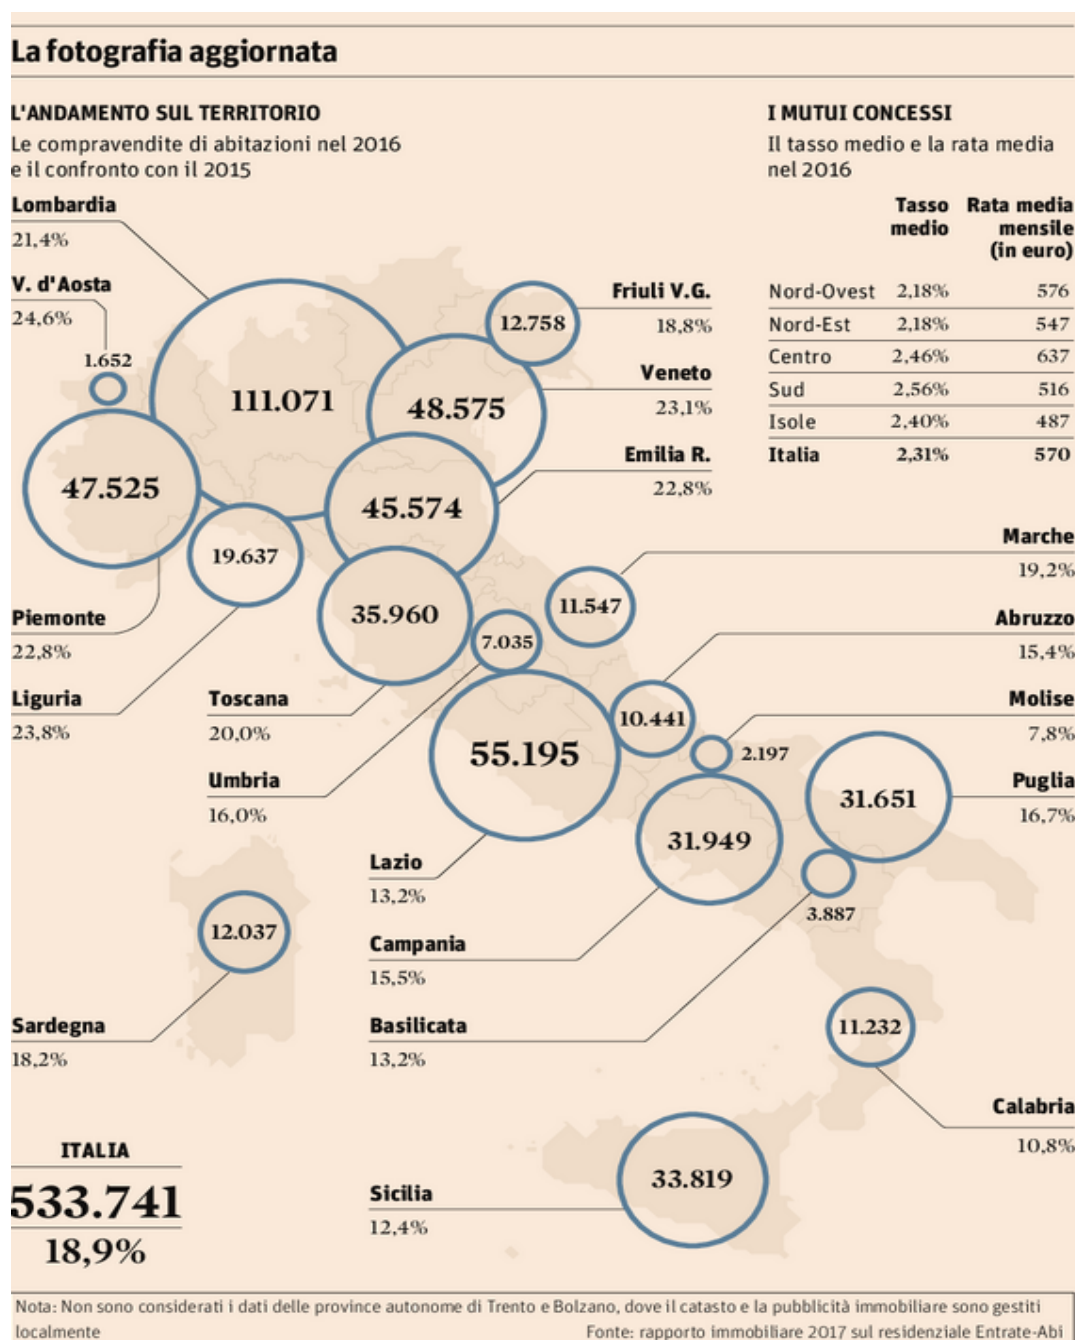 La fotografia aggiornata
L'ANDAMENTO SUL TERRITORIO
Le compravendite di abitazioni nel 2016
e il confronto con il 2015
I MUTUI CONCESSI
Il tasso medio e la rata media
nel 2016
Tasso medio
Rata media mensile (in euro)
Nord-Ovest 2,18% 576
Nord-Est 2,18% 547
Centro 2,46% 637
Sud 2,56% 516
Isole 2,40% 487
Italia 2,31% 570
Lombardia
21,4%
111.071
V. d'Aosta
24,6%
1.652
Friuli V.G.
18,8%
12.758
Veneto
23,1%
48.575
Emilia R.
22,8%
45.574
47.525
Piemonte
22,8%
19.637
Liguria
23,8%
35.960
Toscana
20,0%
7.035
Umbria
16,0%
11.547
Marche
19,2%
10.441
Abruzzo
15,4%
2.197
Molise
7,8%
31.651
Puglia
16,7%
55.195
Lazio
13,2%
31.949
Campania
15,5%
3.887
Basilicata
13,2%
12.037
Sardegna
18,2%
11.232
Calabria
10,8%
33.819
Sicilia
12,4%
ITALIA
533.741
18,9%
Nota: Non sono considerati i dati delle province autonome di Trento e Bolzano, dove il catasto e la pubblicità immobiliare sono gestiti
localmente
Fonte: rapporto immobiliare 2017 sul residenziale Entrate-Abi